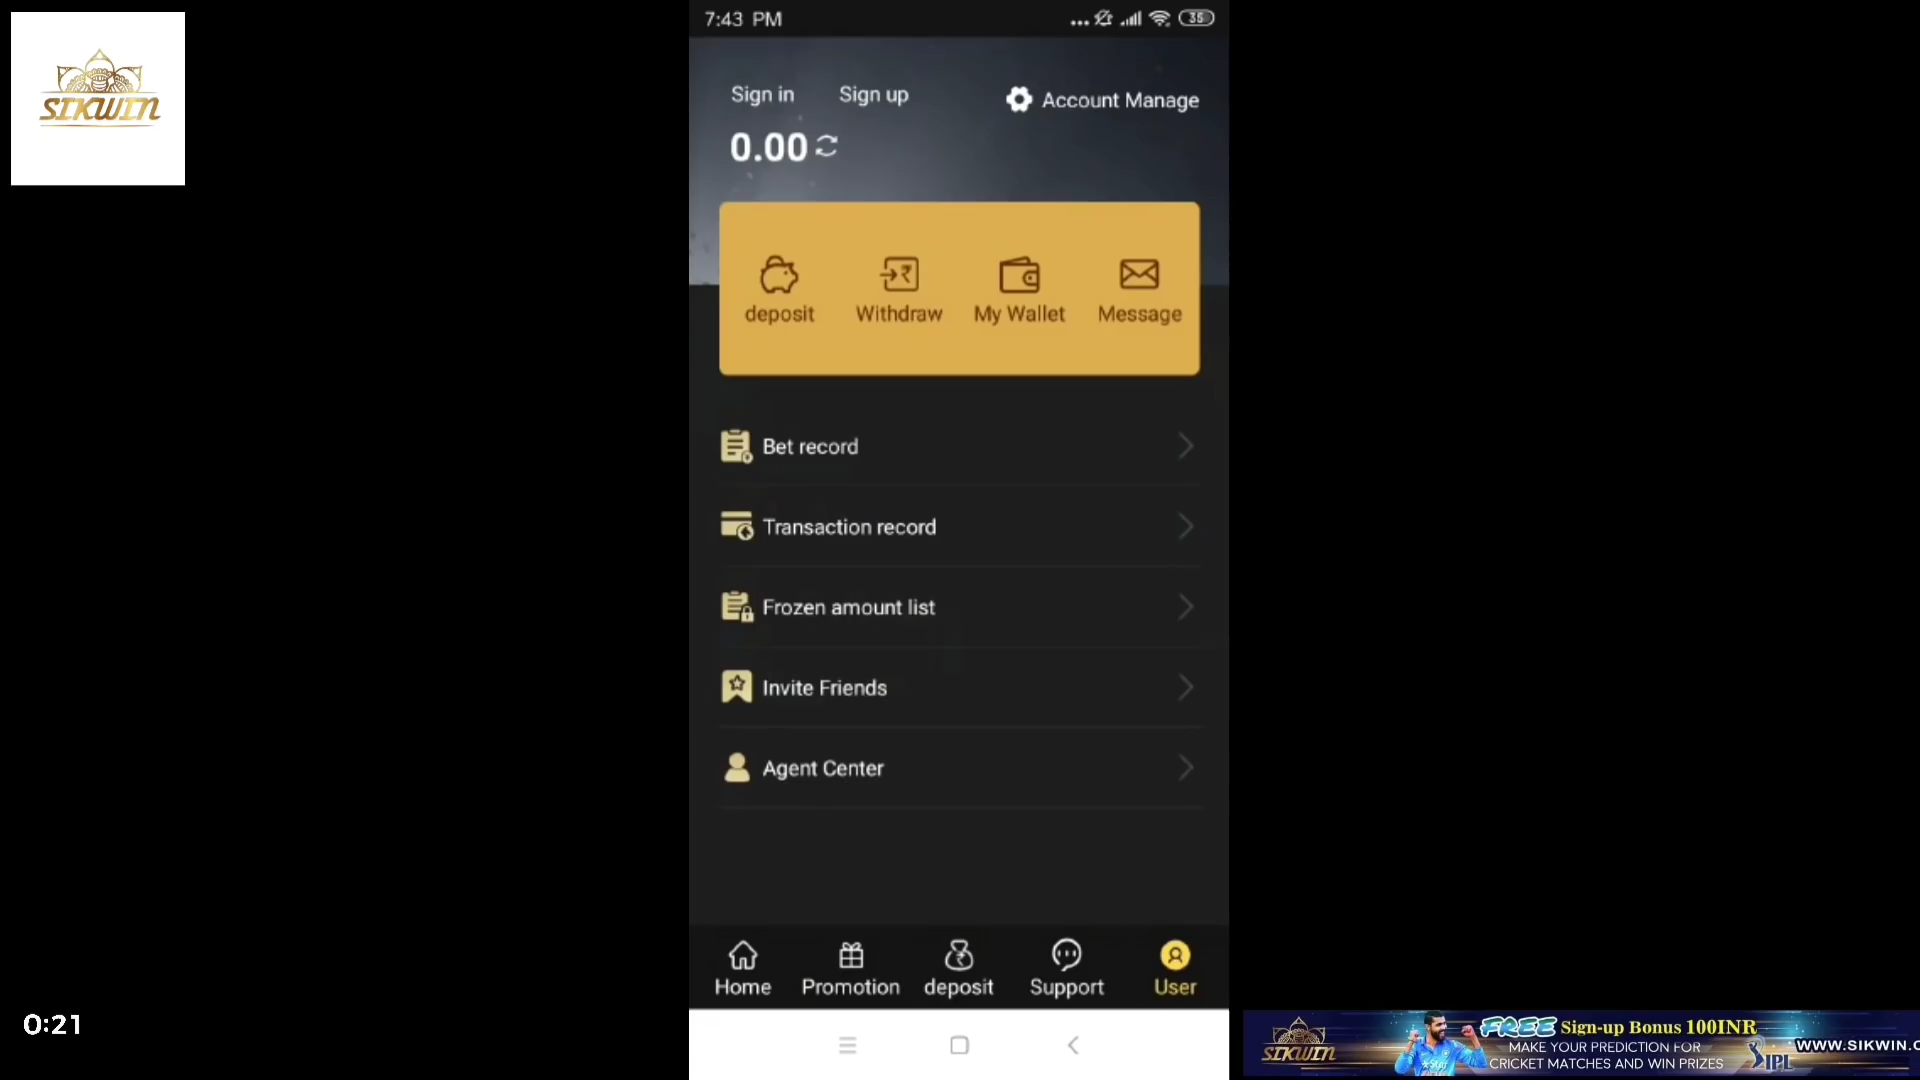 SIKWIN
7:43 PM
35
Sign in
Sign up
Account Manage
0.00
deposit
Withdraw
My Wallet
Message
Bet record
Transaction record
Frozen amount list
Invite Friends
Agent Center
Home
Promotion
deposit
Support
User
0:21
SIKWIN
FREE Sign-up Bonus 100INR
MAKE YOUR PREDICTION FOR
CRICKET MATCHES AND WIN PRIZES
IPL
WWW.SIKWIN.C